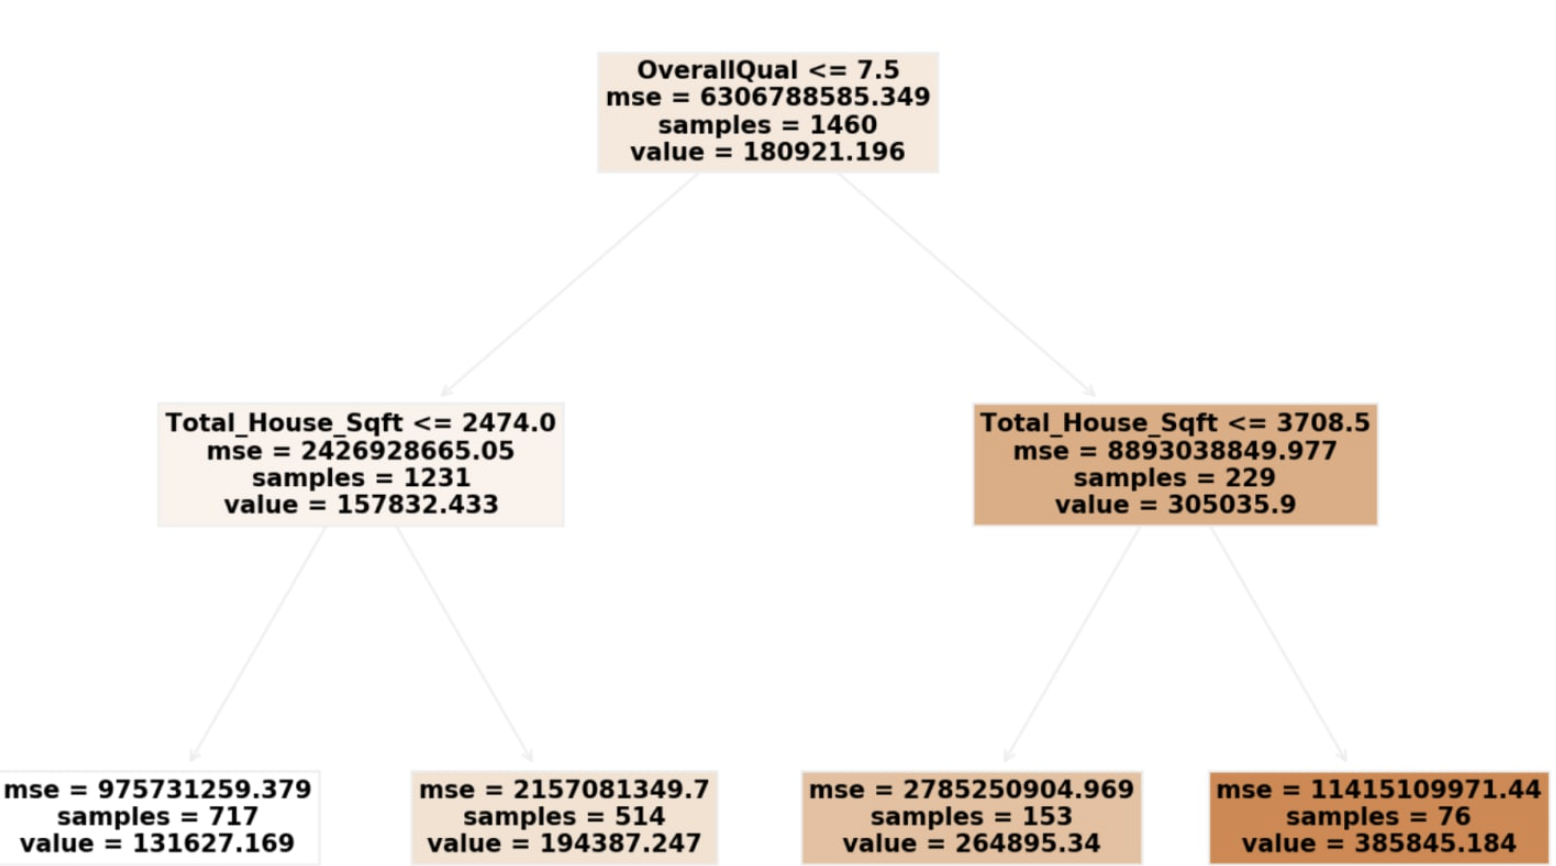 OverallQual <= 7.5
mse = 6306788585.349
samples = 1460
value = 180921.196
Total_House_Sqft <= 2474.0
mse = 2426928665.05
samples = 1231
value = 157832.433
Total_House_Sqft <= 3708.5
mse = 8893038849.977
samples = 229
value = 305035.9
mse = 975731259.379
samples = 717
value = 131627.169
mse = 2157081349.7
samples = 514
value = 194387.247
mse = 2785250904.969
samples = 153
value = 264895.34
mse = 11415109971.44
samples = 76
value = 385845.184